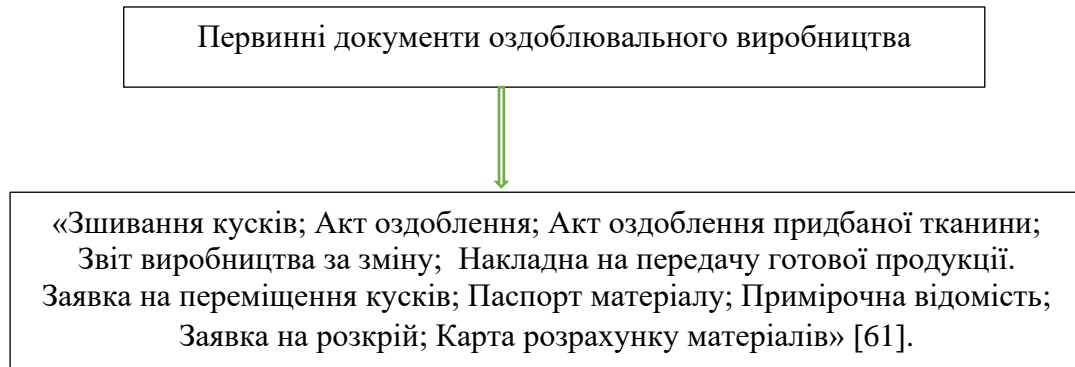 Первинні документи оздоблювального виробництва
«Зшивання кусків; Акт оздоблення; Акт оздоблення придбаної тканини;
Звіт виробництва за зміну; Накладна на передачу готової продукції.
Заявка на переміщення кусків; Паспорт матеріалу; Примірочна відомість;
Заявка на розкрій; Карта розрахунку матеріалів» [61].